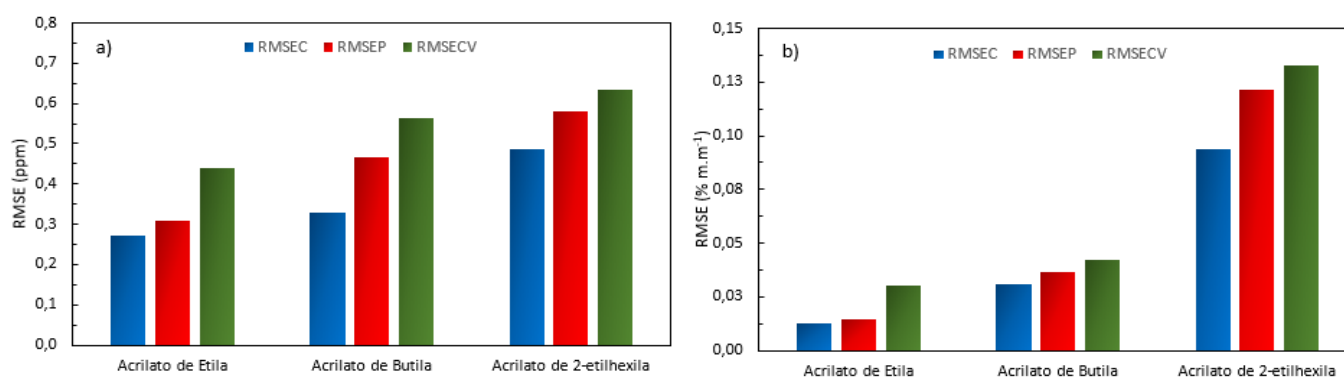 a)
RMSEC RMSEP RMSECV
RMSE (ppm)
0,8
0,7
0,6
0,5
0,4
0,3
0,2
0,1
0,0
Acrilato de Etila Acrilato de Butila Acrilato de 2-etilhexila
b)
RMSEC RMSEP RMSECV
RMSE (% m.m⁻¹)
0,15
0,13
0,10
0,08
0,05
0,03
0,00
Acrilato de Etila Acrilato de Butila Acrilato de 2-etilhexila